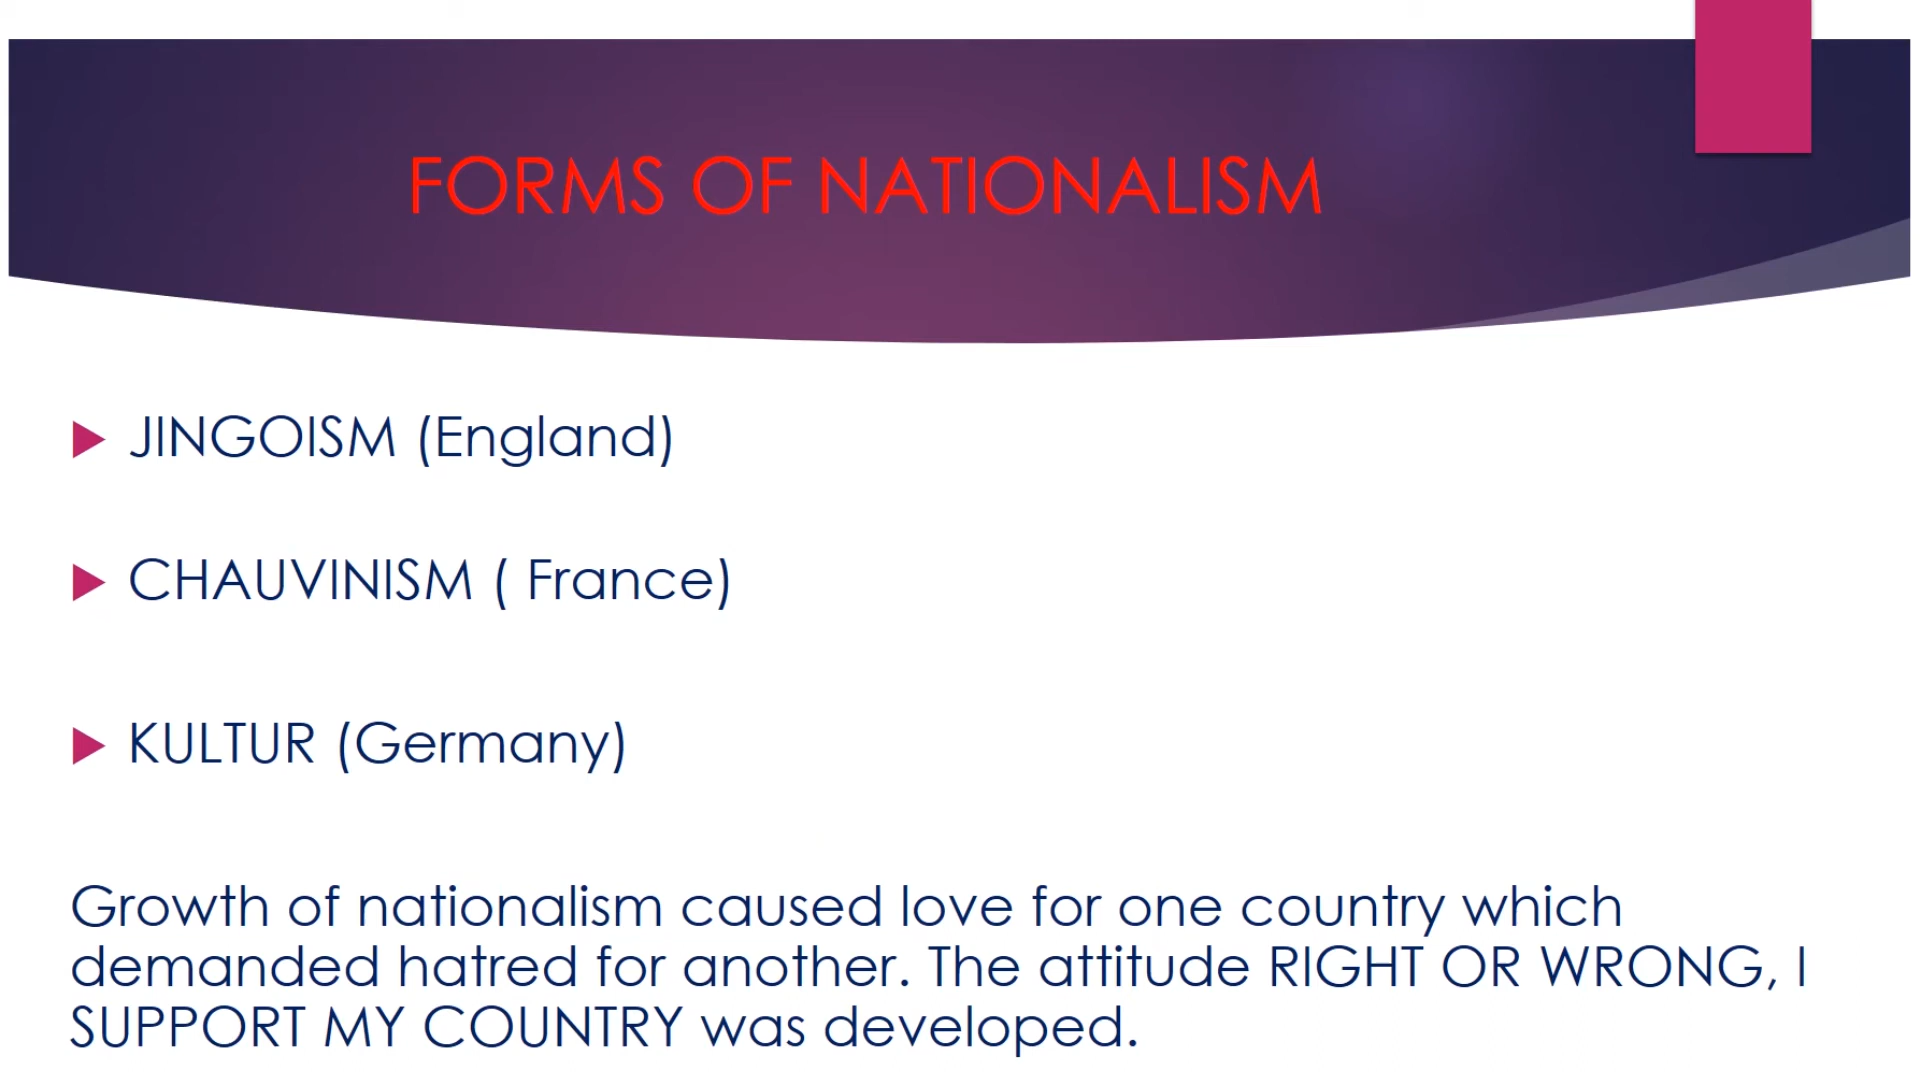 FORMS OF NATIONALISM
JINGOISM (England)
CHAUVINISM ( France)
KULTUR (Germany)
Growth of nationalism caused love for one country which
demanded hatred for another. The attitude RIGHT OR WRONG, I
SUPPORT MY COUNTRY was developed.